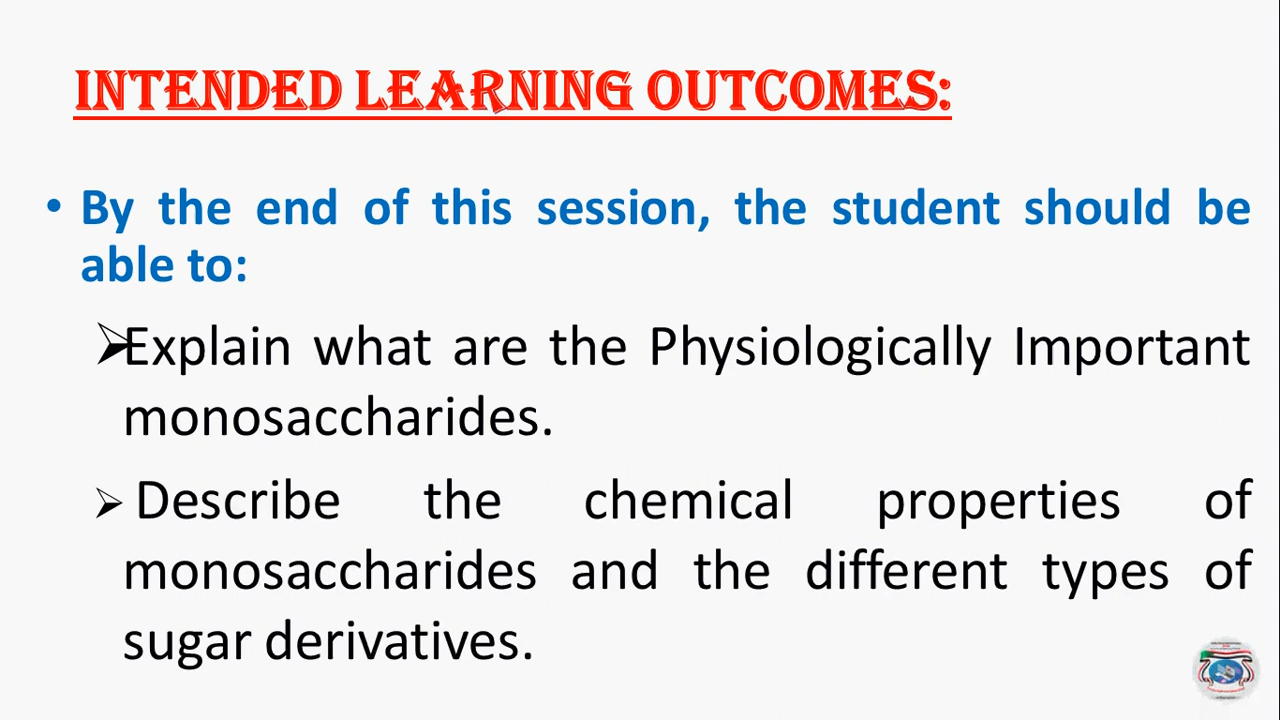 INTENDED LEARNING OUTCOMES:
• By the end of this session, the student should be
able to:
➢Explain what are the Physiologically Important
monosaccharides.
➢ Describe the chemical properties of
monosaccharides and the different types of
sugar derivatives.